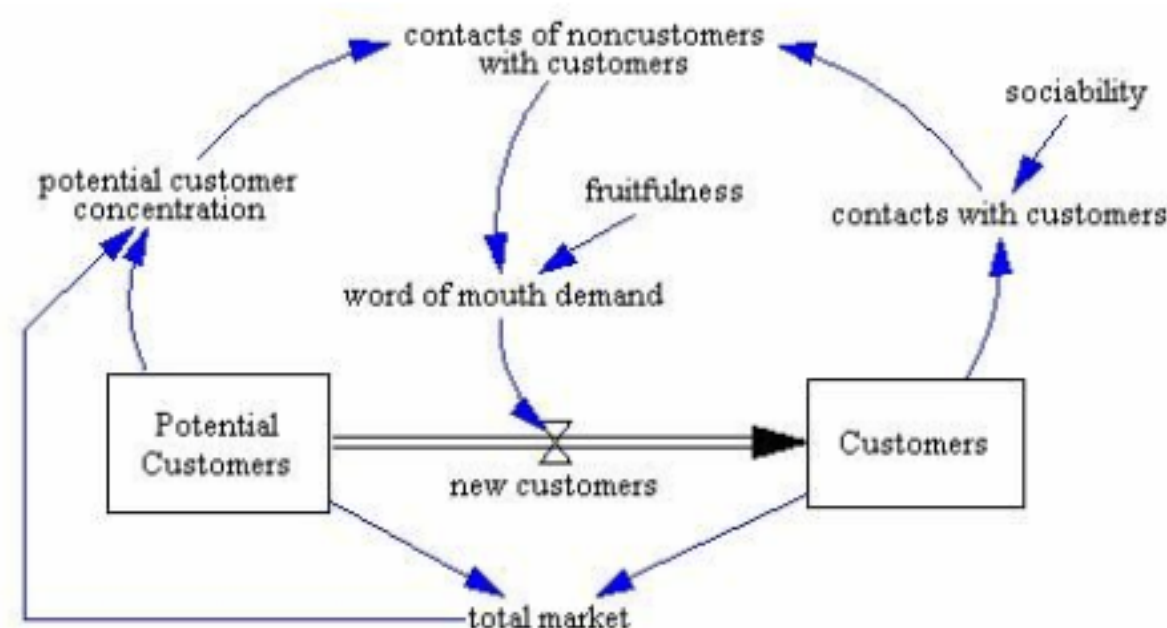 contacts of noncustomers
with customers
sociability
potential customer
concentration
fruitfulness
contacts with customers
word of mouth demand
Potential
Customers
Customers
new customers
total market